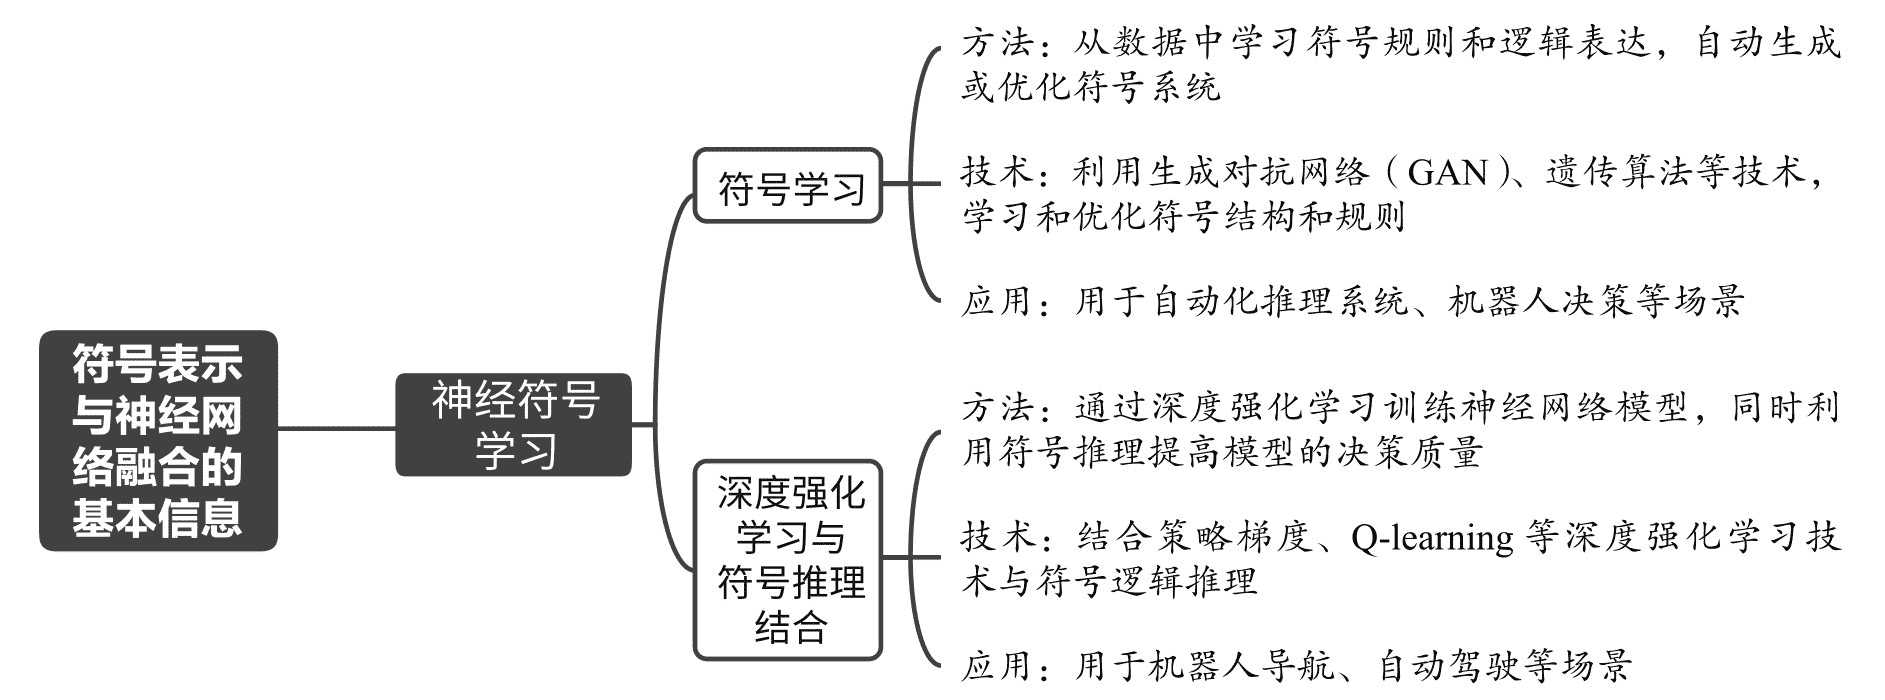 符号表示
与神经网
络融合的
基本信息
神经符号
学习
符号学习
方法：从数据中学习符号规则和逻辑表达，自动生成
或优化符号系统
技术：利用生成对抗网络（GAN）、遗传算法等技术，
学习和优化符号结构和规则
应用：用于自动化推理系统、机器人决策等场景
深度强化
学习与
符号推理
结合
方法：通过深度强化学习训练神经网络模型，同时利
用符号推理提高模型的决策质量
技术：结合策略梯度、Q-learning 等深度强化学习技
术与符号逻辑推理
应用：用于机器人导航、自动驾驶等场景